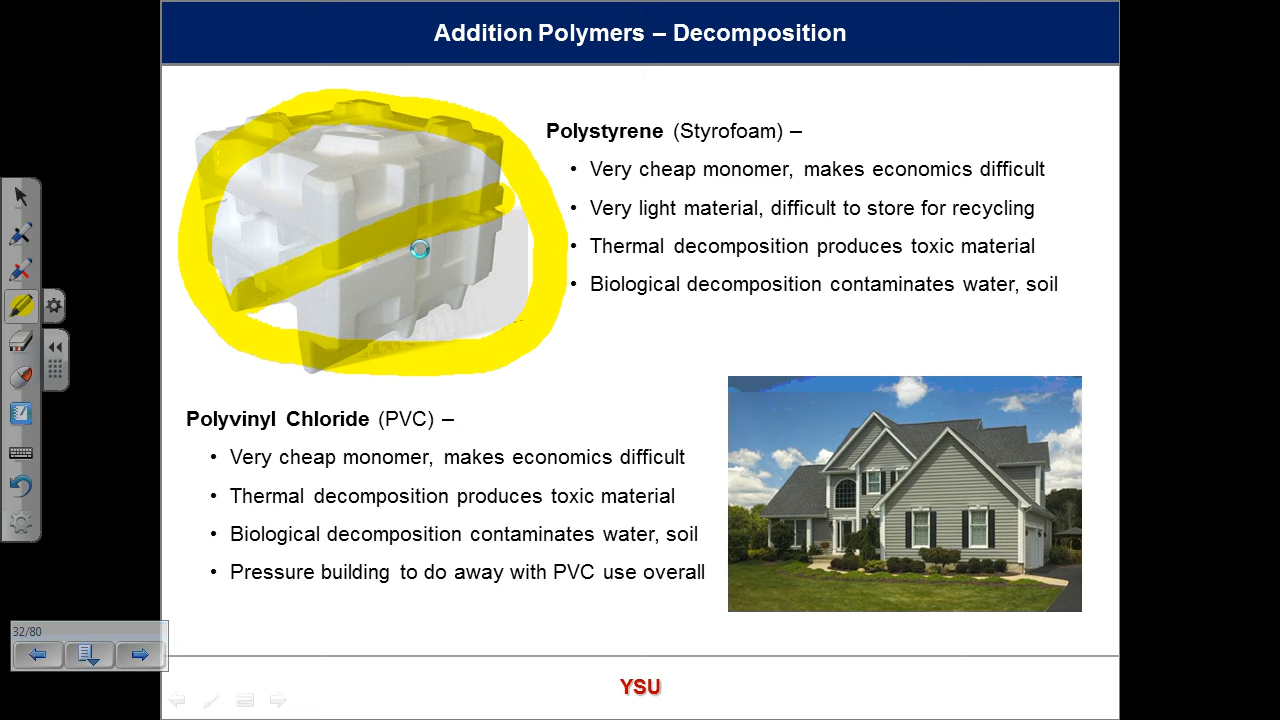 Addition Polymers – Decomposition
Polystyrene (Styrofoam) –
• Very cheap monomer, makes economics difficult
• Very light material, difficult to store for recycling
• Thermal decomposition produces toxic material
• Biological decomposition contaminates water, soil
Polyvinyl Chloride (PVC) –
• Very cheap monomer, makes economics difficult
• Thermal decomposition produces toxic material
• Biological decomposition contaminates water, soil
• Pressure building to do away with PVC use overall
32/80
YSU